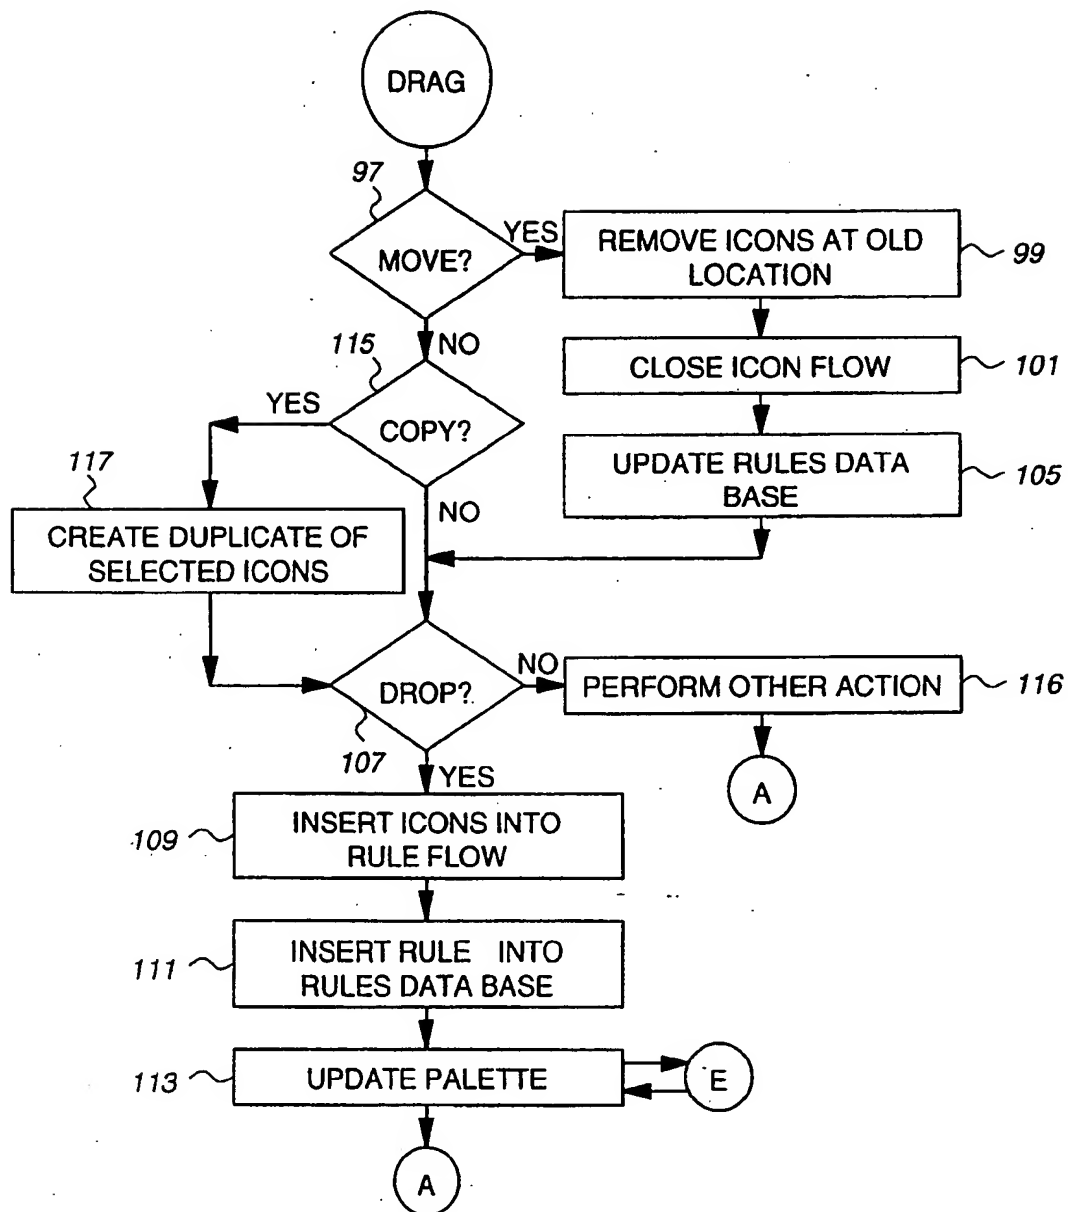 DRAG
97
MOVE?
YES
REMOVE ICONS AT OLD
LOCATION
99
NO
115
CLOSE ICON FLOW
101
YES
COPY?
117
UPDATE RULES DATA
BASE
105
NO
CREATE DUPLICATE OF
SELECTED ICONS
DROP?
NO
PERFORM OTHER ACTION
116
107
YES
A
109
INSERT ICONS INTO
RULE FLOW
111
INSERT RULE INTO
RULES DATA BASE
113
UPDATE PALETTE
E
A